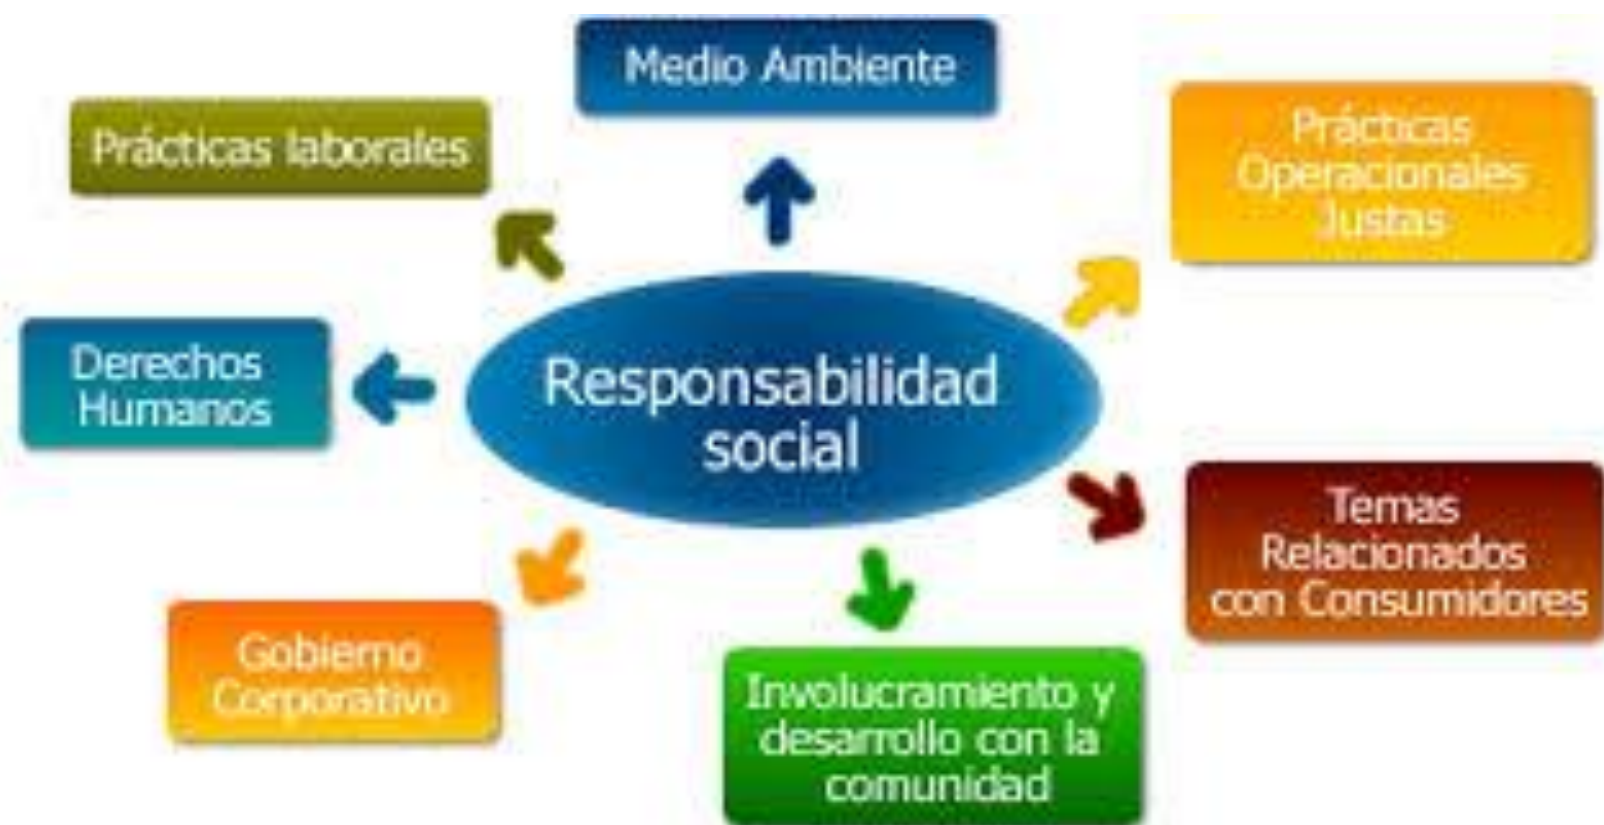 Medio Ambiente
Prácticas laborales
Prácticas
Operacionales
Justas
Derechos
Humanos
Responsabilidad
social
Temas
Relacionados
con Consumidores
Gobierno
Corporativo
Involucramiento y
desarrollo con la
comunidad